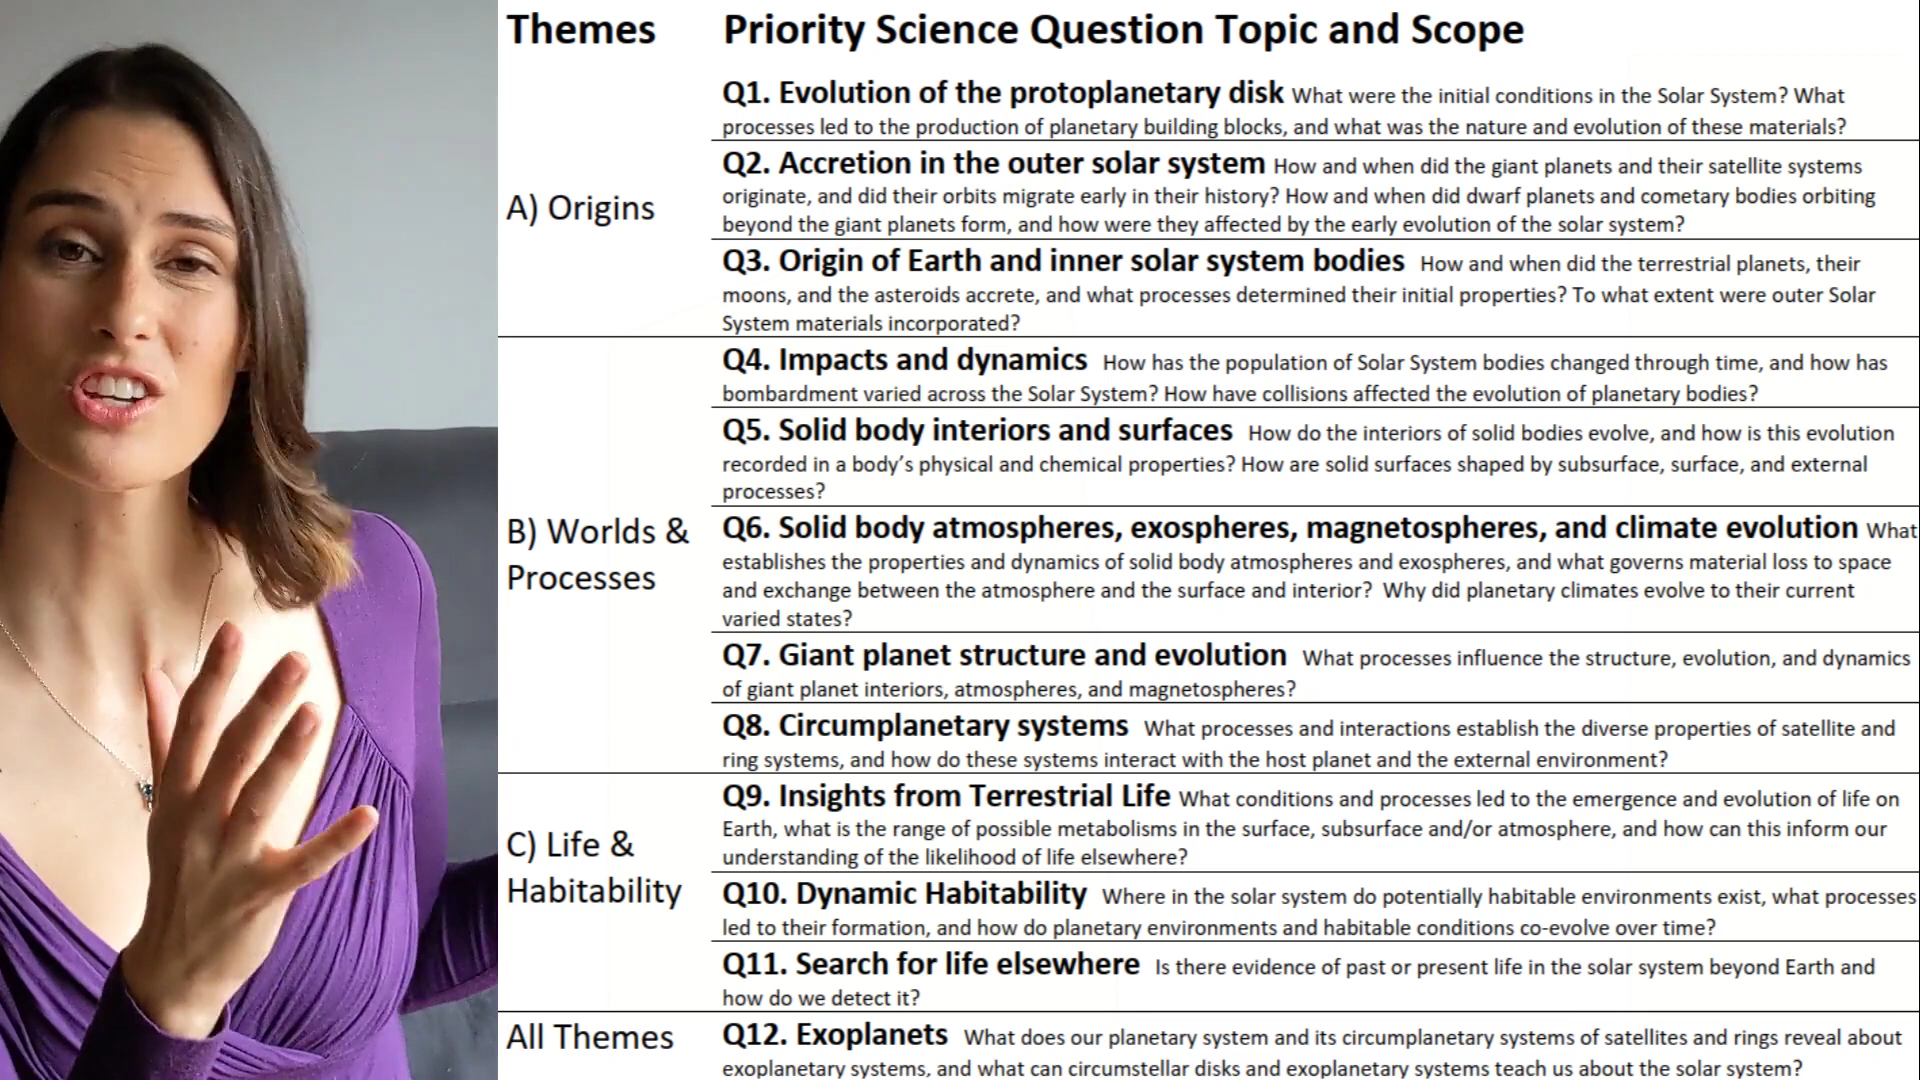 Themes Priority Science Question Topic and Scope
Q1. Evolution of the protoplanetary disk What were the initial conditions in the Solar System? What
processes led to the production of planetary building blocks, and what was the nature and evolution of these materials?
A) Origins
Q2. Accretion in the outer solar system How and when did the giant planets and their satellite systems
originate, and did their orbits migrate early in their history? How and when did dwarf planets and cometary bodies orbiting
beyond the giant planets form, and how were they affected by the early evolution of the solar system?
Q3. Origin of Earth and inner solar system bodies How and when did the terrestrial planets, their
moons, and the asteroids accrete, and what processes determined their initial properties? To what extent were outer Solar
System materials incorporated?
B) Worlds &
Processes
Q4. Impacts and dynamics How has the population of Solar System bodies changed through time, and how has
bombardment varied across the Solar System? How have collisions affected the evolution of planetary bodies?
Q5. Solid body interiors and surfaces How do the interiors of solid bodies evolve, and how is this evolution
recorded in a body’s physical and chemical properties? How are solid surfaces shaped by subsurface, surface, and external
processes?
Q6. Solid body atmospheres, exospheres, magnetospheres, and climate evolution What
establishes the properties and dynamics of solid body atmospheres and exospheres, and what governs material loss to space
and exchange between the atmosphere and the surface and interior? Why did planetary climates evolve to their current
varied states?
Q7. Giant planet structure and evolution What processes influence the structure, evolution, and dynamics
of giant planet interiors, atmospheres, and magnetospheres?
Q8. Circumplanetary systems What processes and interactions establish the diverse properties of satellite and
ring systems, and how do these systems interact with the host planet and the external environment?
C) Life &
Habitability
Q9. Insights from Terrestrial Life What conditions and processes led to the emergence and evolution of life on
Earth, what is the range of possible metabolisms in the surface, subsurface and/or atmosphere, and how can this inform our
understanding of the likelihood of life elsewhere?
Q10. Dynamic Habitability Where in the solar system do potentially habitable environments exist, what processes
led to their formation, and how do planetary environments and habitable conditions co-evolve over time?
Q11. Search for life elsewhere Is there evidence of past or present life in the solar system beyond Earth and
how do we detect it?
All Themes
Q12. Exoplanets What does our planetary system and its circumplanetary systems of satellites and rings reveal about
exoplanetary systems, and what can circumstellar disks and exoplanetary systems teach us about the solar system?